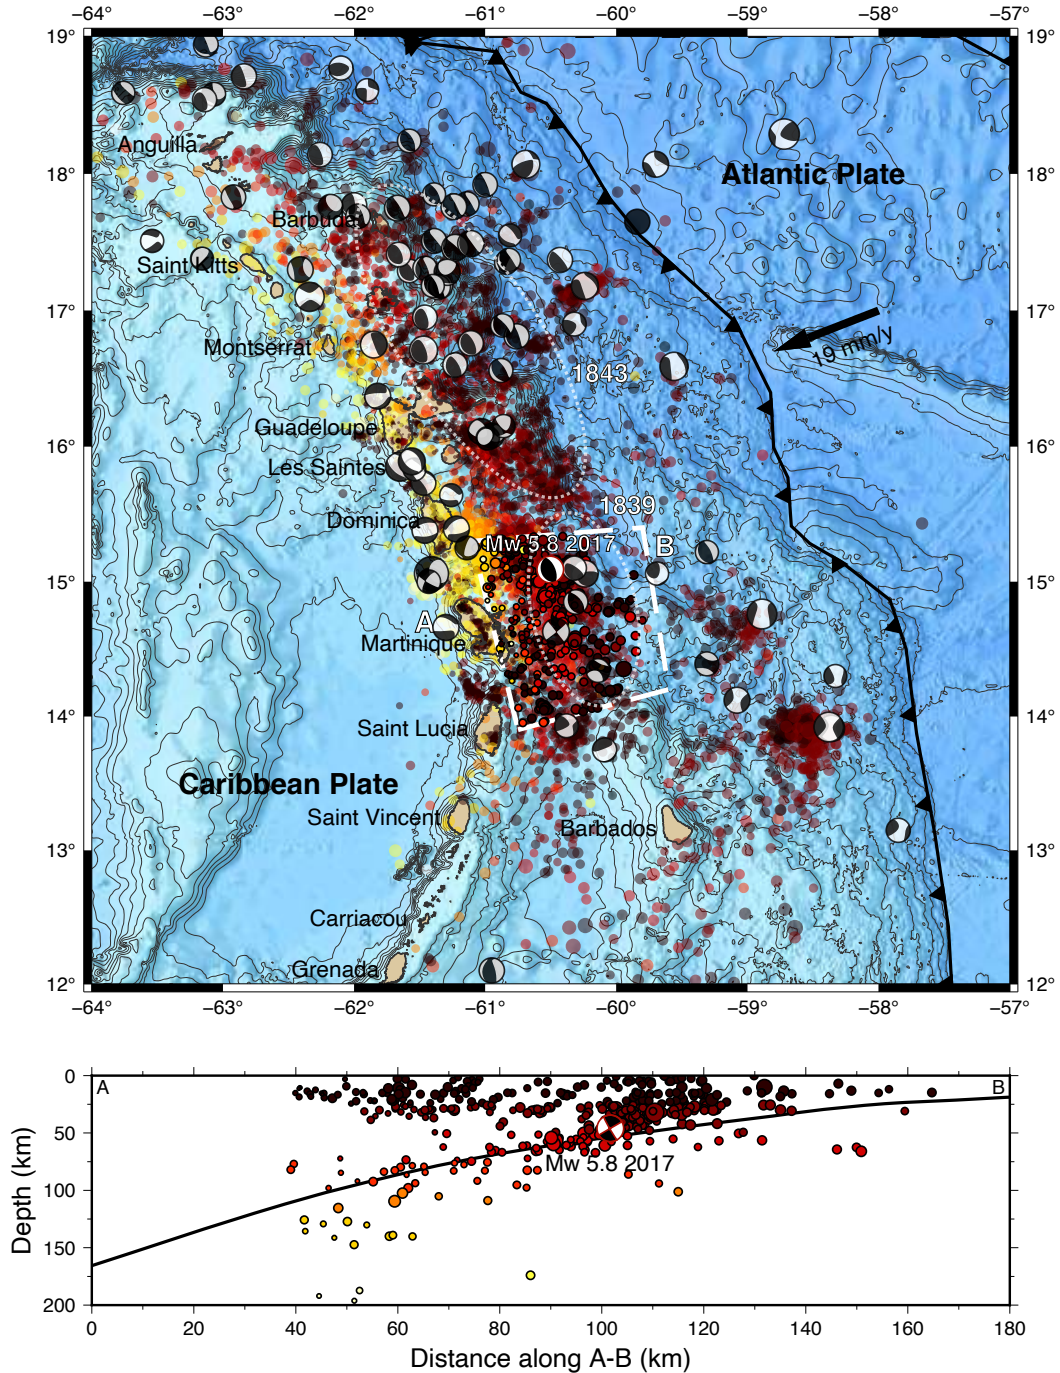 −64 −63 −62 −61 −60 −59 −58 −57
19° 19°
Anguilla
18° 18°
Atlantic Plate
Barbuda
Saint Kitts
17° 17°
19 mm/y
Montserrat
1843
Guadeloupe
16° 16°
Les Saintes
1839
Dominica
Mw 5.8 2017
B
15° 15°
A
Martinique
14° 14°
Saint Lucia
Caribbean Plate
Saint Vincent
Barbados
13° 13°
Carriacou
Grenada
12° 12°
−64 −63 −62 −61 −60 −59 −58 −57
0
A B
50
Mw 5.8 2017
100
150
200
Depth (km)
0 20 40 60 80 100 120 140 160 180
Distance along A-B (km)